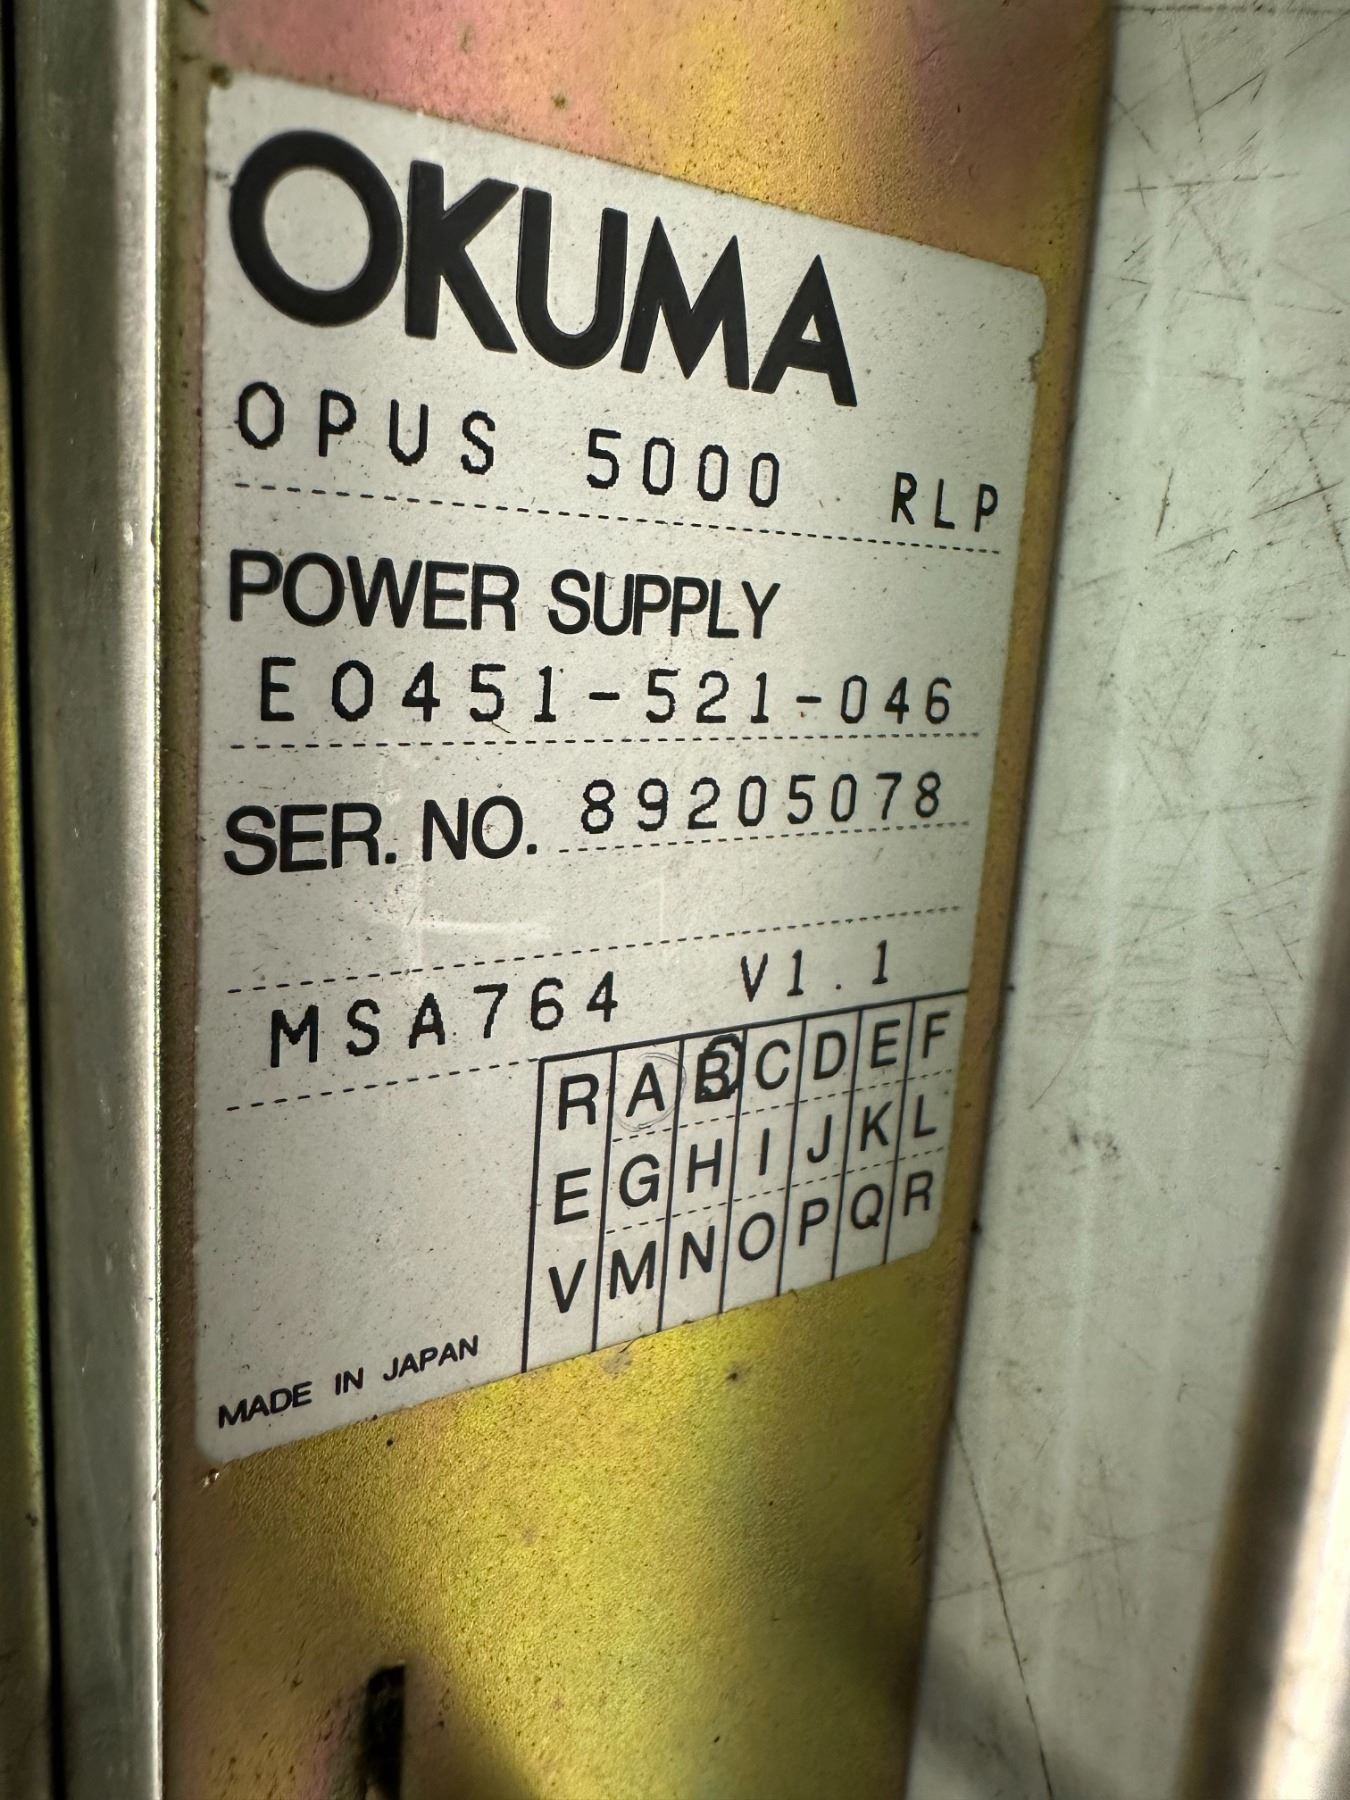 OKUMA
OPUS 5000 RLP
POWER SUPPLY
E0451-521-046
SER. NO. 89205078
MSA764 V1.1
R A B C D E F
E G H I J K L
V M N O P Q R
MADE IN JAPAN